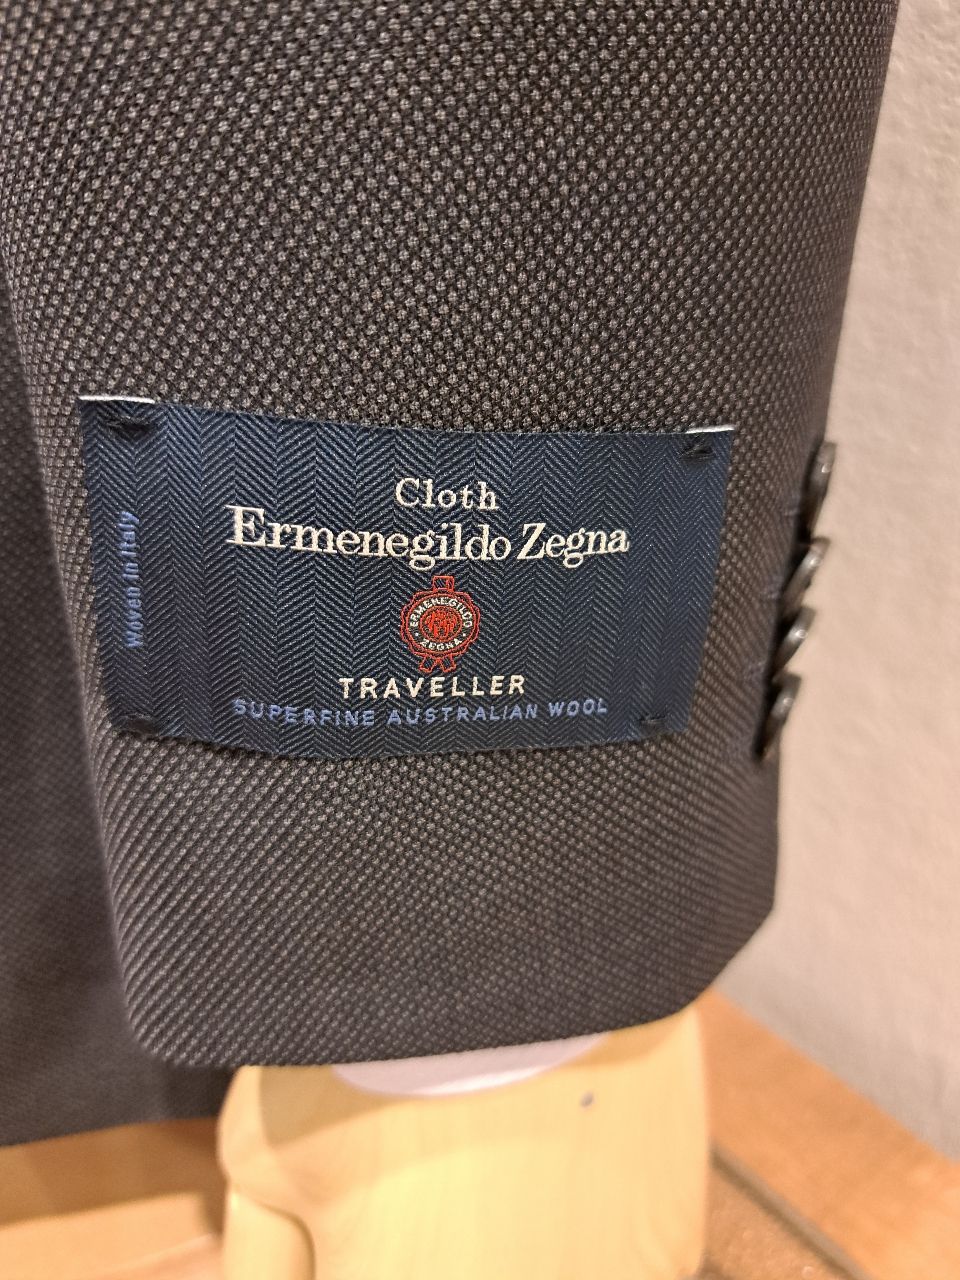 Woven in Italy
Cloth
Ermenegildo Zegna
ERMENEGILDO
ZEGNA
TRAVELLER
SUPERFINE AUSTRALIAN WOOL